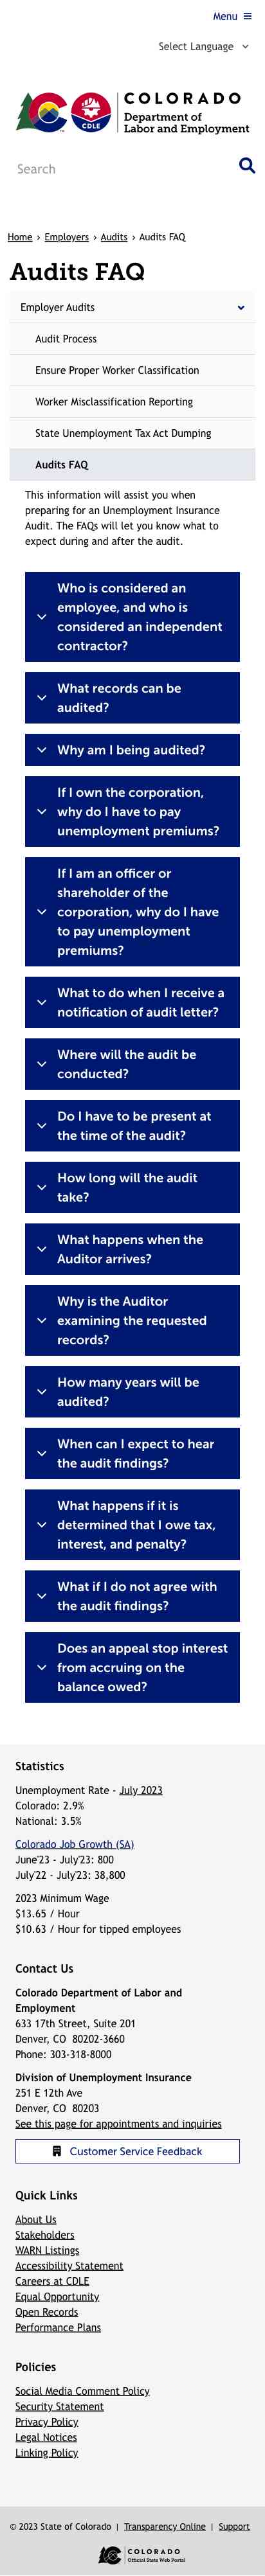 Menu
Select Language
CDLE
COLORADO
Department of
Labor and Employment
Search
Home › Employers › Audits › Audits FAQ
Audits FAQ
Employer Audits
Audit Process
Ensure Proper Worker Classification
Worker Misclassification Reporting
State Unemployment Tax Act Dumping
Audits FAQ
This information will assist you when
preparing for an Unemployment Insurance
Audit. The FAQs will let you know what to
expect during and after the audit.
Who is considered an
employee, and who is
considered an independent
contractor?
What records can be
audited?
Why am I being audited?
If I own the corporation,
why do I have to pay
unemployment premiums?
If I am an officer or
shareholder of the
corporation, why do I have
to pay unemployment
premiums?
What to do when I receive a
notification of audit letter?
Where will the audit be
conducted?
Do I have to be present at
the time of the audit?
How long will the audit
take?
What happens when the
Auditor arrives?
Why is the Auditor
examining the requested
records?
How many years will be
audited?
When can I expect to hear
the audit findings?
What happens if it is
determined that I owe tax,
interest, and penalty?
What if I do not agree with
the audit findings?
Does an appeal stop interest
from accruing on the
balance owed?
Statistics
Unemployment Rate - July 2023
Colorado: 2.9%
National: 3.5%
Colorado Job Growth (SA)
June'23 - July'23: 800
July'22 - July'23: 38,800
2023 Minimum Wage
$13.65 / Hour
$10.63 / Hour for tipped employees
Contact Us
Colorado Department of Labor and
Employment
633 17th Street, Suite 201
Denver, CO 80202-3660
Phone: 303-318-8000
Division of Unemployment Insurance
251 E 12th Ave
Denver, CO 80203
See this page for appointments and inquiries
Customer Service Feedback
Quick Links
About Us
Stakeholders
WARN Listings
Accessibility Statement
Careers at CDLE
Equal Opportunity
Open Records
Performance Plans
Policies
Social Media Comment Policy
Security Statement
Privacy Policy
Legal Notices
Linking Policy
© 2023 State of Colorado | Transparency Online | Support
COLORADO
Official State Web Portal